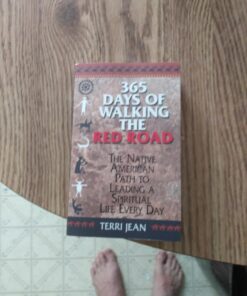 365
DAYS OF
WALKING
THE
RED ROAD
THE NATIVE
AMERICAN
PATH TO
LEADING A
SPIRITUAL
LIFE EVERY DAY
TERRI JEAN